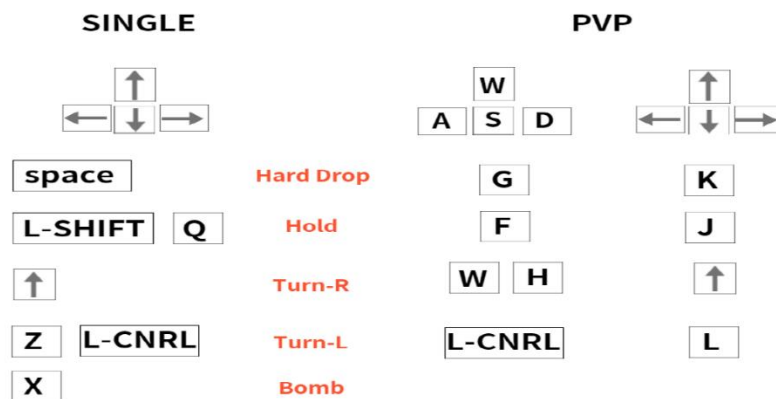 SINGLE PVP
W
A S D
space Hard Drop G K
L-SHIFT Q Hold F J
Turn-R W H
Z L-CNRL Turn-L L-CNRL L
X Bomb